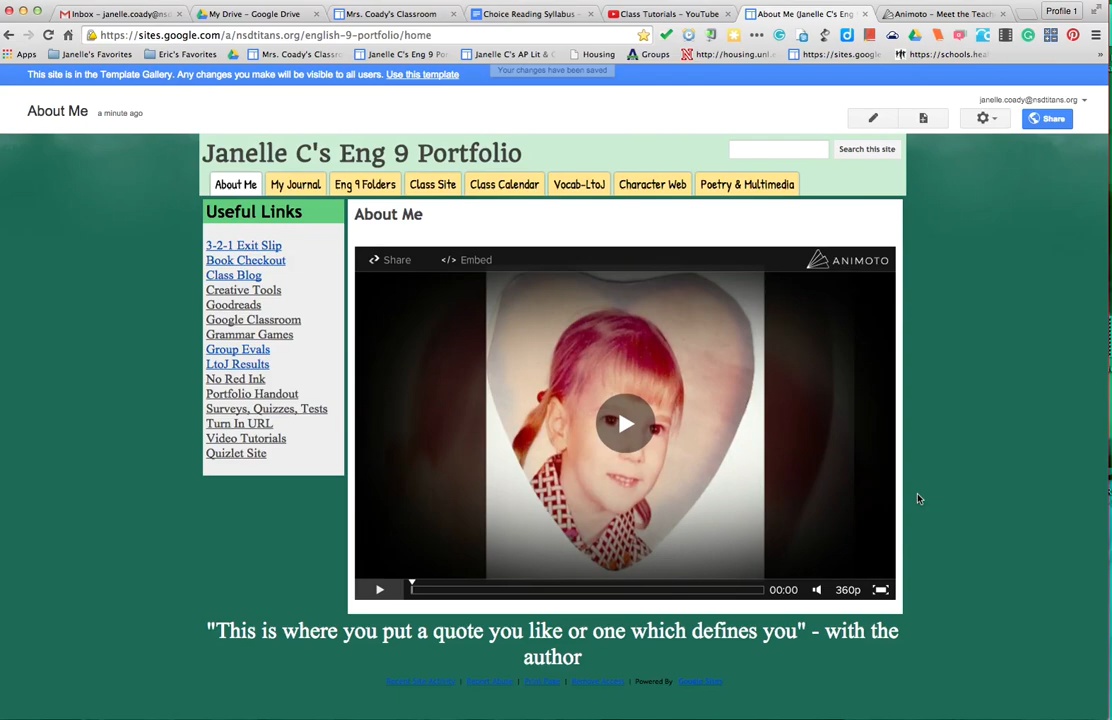 Inbox - janelle.coady@nsd
My Drive - Google Drive
Mrs. Coady's Classroom
Choice Reading Syllabus -
Class Tutorials - YouTube
About Me (Janelle C's Eng
Animoto - Meet the Teach
Profile 1
https://sites.google.com/a/nsdtitans.org/english-9-portfolio/home
Apps
Janelle's Favorites
Eric's Favorites
Mrs. Coady's Classro
Janelle C's Eng 9 Por
Janelle C's AP Lit & C
Housing
Groups
http://housing.unl.e
https://sites.google
https://schools.heal
This site is in the Template Gallery. Any changes you make will be visible to all users. Use this template
Your changes have been saved
janelle.coady@nsdtitans.org
About Me a minute ago
Share
Janelle C's Eng 9 Portfolio
Search this site
About Me
My Journal
Eng 9 Folders
Class Site
Class Calendar
Vocab-LtoJ
Character Web
Poetry & Multimedia
Useful Links
3-2-1 Exit Slip
Book Checkout
Class Blog
Creative Tools
Goodreads
Google Classroom
Grammar Games
Group Evals
LtoJ Results
No Red Ink
Portfolio Handout
Surveys, Quizzes, Tests
Turn In URL
Video Tutorials
Quizlet Site
About Me
Share
</> Embed
ANIMOTO
00:00
360p
"This is where you put a quote you like or one which defines you" - with the
author
Powered By